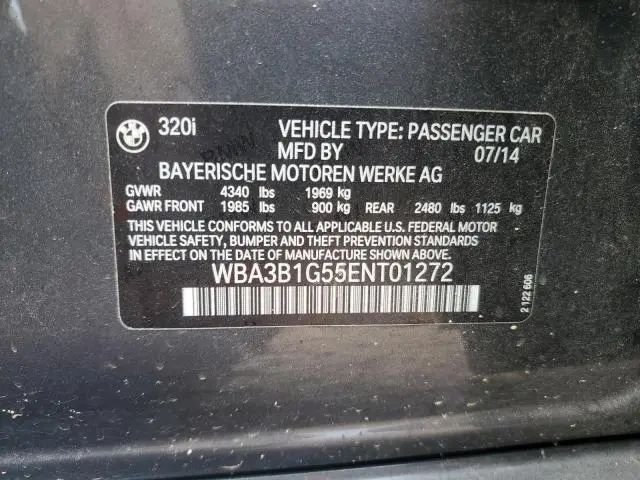 320i VEHICLE TYPE: PASSENGER CAR
MFD BY 07/14
BAYERISCHE MOTOREN WERKE AG
GVWR 4340 lbs 1969 kg
GAWR FRONT 1985 lbs 900 kg REAR 2480 lbs 1125 kg
THIS VEHICLE CONFORMS TO ALL APPLICABLE U.S. FEDERAL MOTOR
VEHICLE SAFETY, BUMPER AND THEFT PREVENTION STANDARDS
IN EFFECT ON THE DATE OF MANUFACTURE SHOWN ABOVE.
WBA3B1G55ENT01272
2 122 606